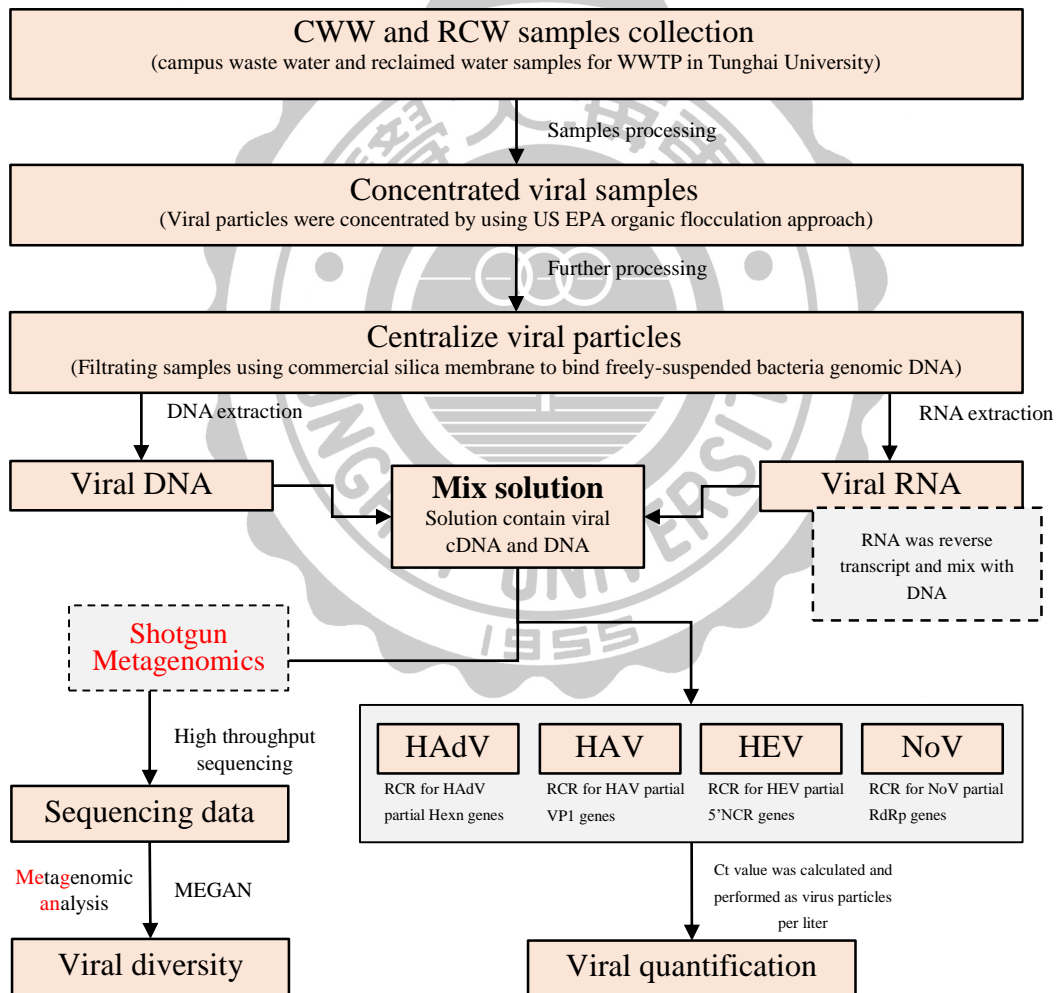 CWW and RCW samples collection
(campus waste water and reclaimed water samples for WWTP in Tunghai University)
Samples processing
Concentrated viral samples
(Viral particles were concentrated by using US EPA organic flocculation approach)
Further processing
Centralize viral particles
(Filtrating samples using commercial silica membrane to bind freely-suspended bacteria genomic DNA)
DNA extraction
RNA extraction
Viral DNA
Mix solution
Solution contain viral
cDNA and DNA
Viral RNA
RNA was reverse
transcript and mix with
DNA
UNIVERSIT
1955
Shotgun
Metagenomics
High throughput
sequencing
HAdV
RCR for HAdV
partial Hexn genes
HAV
RCR for HAV partial
VP1 genes
HEV
RCR for HEV partial
5’NCR genes
NoV
RCR for NoV partial
RdRp genes
Sequencing data
Metagenomic
analysis
MEGAN
Ct value was calculated and
performed as virus particles
per liter
Viral diversity
Viral quantification